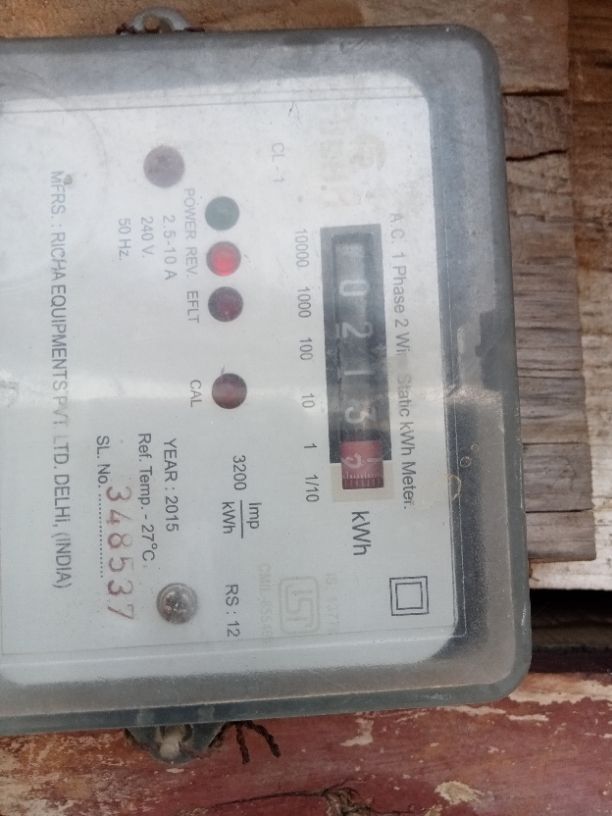 A.C. 1 Phase 2 Wi Static kWh Meter.
0 2 1 3
kWh
10000 1000 100 10 1 1/10
CL -1
3200 Imp/kWh
RS : 12
POWER REV. EFLT
CAL
2.5-10 A
240 V.
50 Hz.
YEAR : 2015
Ref. Temp. - 27°C
SL. No. 348537
MFRS. : RICHA EQUIPMENTS PVT. LTD. DELHI, (INDIA)